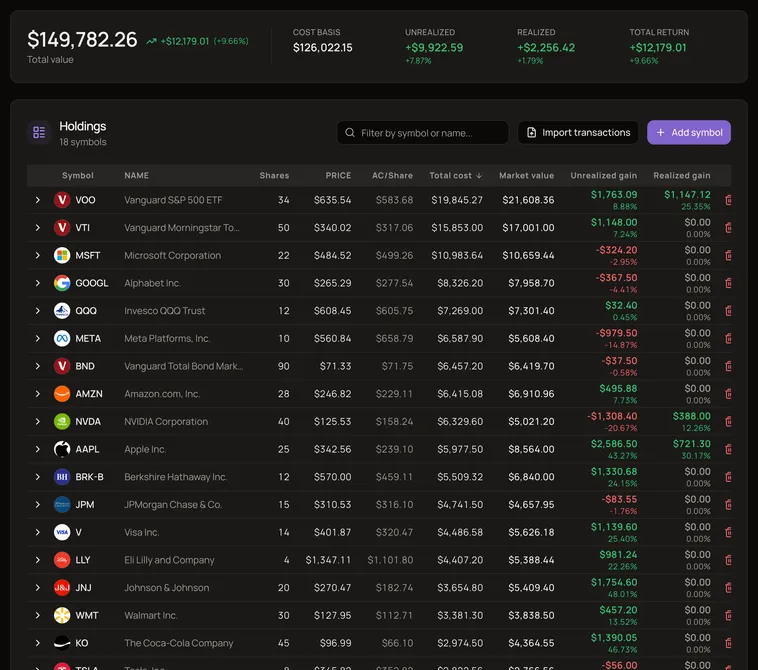 $149,782.26 +$12,179.01 (+9.66%)
Total value
COST BASIS
$126,022.15
UNREALIZED
+$9,922.59
+7.87%
REALIZED
+$2,256.42
+1.79%
TOTAL RETURN
+$12,179.01
+9.66%
Holdings
18 symbols
Filter by symbol or name...
Import transactions
Add symbol
Symbol NAME Shares PRICE AC/Share Total cost ↓ Market value Unrealized gain Realized gain
V VOO Vanguard S&P 500 ETF 34 $635.54 $583.68 $19,845.27 $21,608.36 $1,763.09 $1,147.12
8.88% 25.35%
V VTI Vanguard Morningstar To... 50 $340.02 $317.06 $15,853.00 $17,001.00 $1,148.00 $0.00
7.24% 0.00%
MSFT Microsoft Corporation 22 $484.52 $499.26 $10,983.64 $10,659.44 -$324.20 $0.00
-2.95% 0.00%
GOOGL Alphabet Inc. 30 $265.29 $277.54 $8,326.20 $7,958.70 -$367.50 $0.00
-4.41% 0.00%
QQQ Invesco QQQ Trust 12 $608.45 $605.75 $7,269.00 $7,301.40 $32.40 $0.00
0.45% 0.00%
META Meta Platforms, Inc. 10 $560.84 $658.79 $6,587.90 $5,608.40 -$979.50 $0.00
-14.87% 0.00%
V BND Vanguard Total Bond Mark... 90 $71.33 $71.75 $6,457.20 $6,419.70 -$37.50 $0.00
-0.58% 0.00%
AMZN Amazon.com, Inc. 28 $246.82 $229.11 $6,415.08 $6,910.96 $495.88 $0.00
7.73% 0.00%
NVDA NVIDIA Corporation 40 $125.53 $158.24 $6,329.60 $5,021.20 -$1,308.40 $388.00
-20.67% 12.26%
AAPL Apple Inc. 25 $342.56 $239.10 $5,977.50 $8,564.00 $2,586.50 $721.30
43.27% 30.17%
BH BRK-B Berkshire Hathaway Inc. 12 $570.00 $459.11 $5,509.32 $6,840.00 $1,330.68 $0.00
24.15% 0.00%
JPM JPMorgan Chase & Co. 15 $310.53 $316.10 $4,741.50 $4,657.95 -$83.55 $0.00
-1.76% 0.00%
VISA V Visa Inc. 14 $401.87 $320.47 $4,486.58 $5,626.18 $1,139.60 $0.00
25.40% 0.00%
LLY Eli Lilly and Company 4 $1,347.11 $1,101.80 $4,407.20 $5,388.44 $981.24 $0.00
22.26% 0.00%
J&J JNJ Johnson & Johnson 20 $270.47 $182.74 $3,654.80 $5,409.40 $1,754.60 $0.00
48.01% 0.00%
WMT Walmart Inc. 30 $127.95 $112.71 $3,381.30 $3,838.50 $457.20 $0.00
13.52% 0.00%
KO The Coca-Cola Company 45 $96.99 $66.10 $2,974.50 $4,364.55 $1,390.05 $0.00
46.73% 0.00%
-$56.00 $0.00